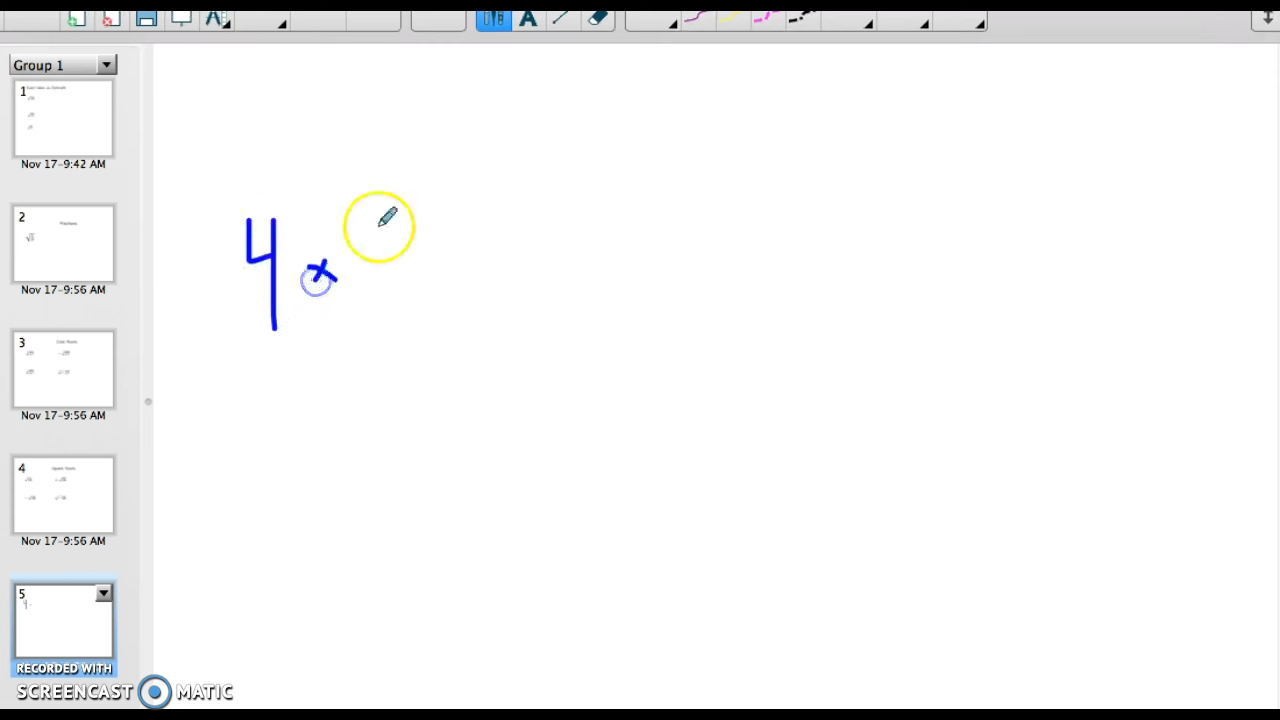 Group 1
1
Nov 17-9:42 AM
2
Nov 17-9:56 AM
3
Nov 17-9:56 AM
4
Nov 17-9:56 AM
5
4 ×
RECORDED WITH
SCREENCAST MATIC